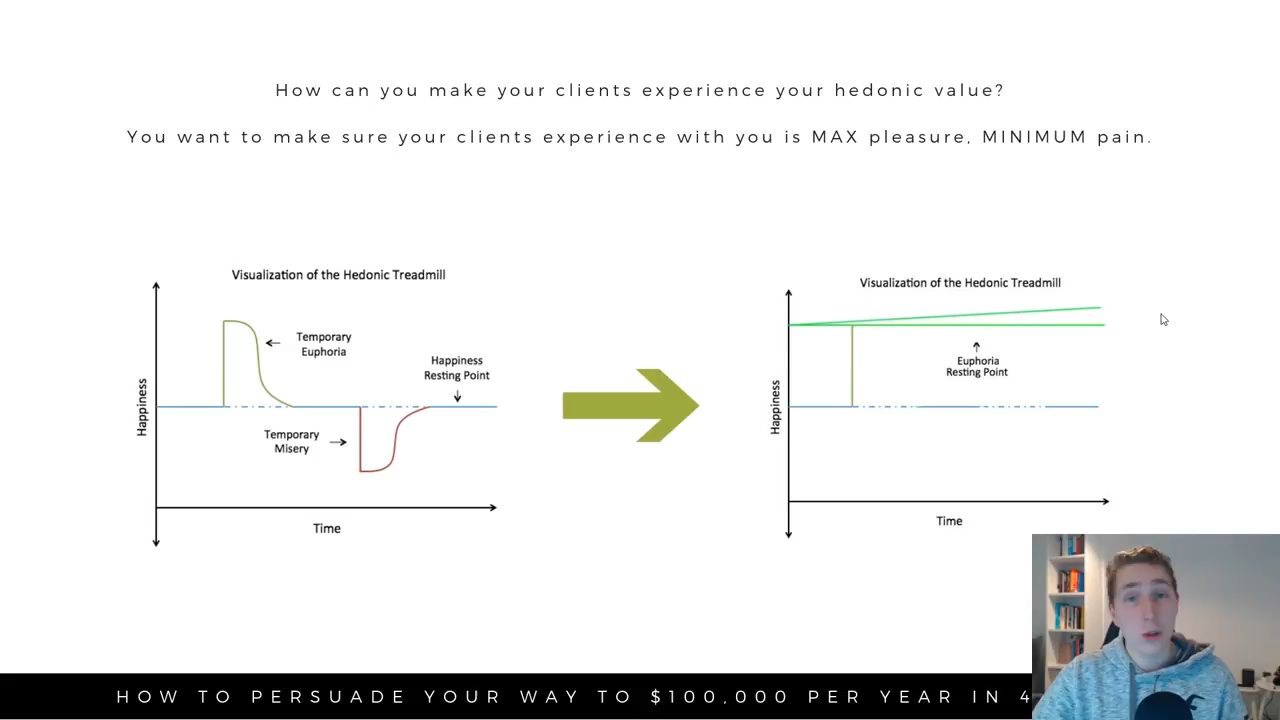 How can you make your clients experience your hedonic value?
You want to make sure your clients experience with you is MAX pleasure, MINIMUM pain.
Visualization of the Hedonic Treadmill
Temporary
Euphoria
Happiness
Resting Point
Happiness
Temporary
Misery
Time
Visualization of the Hedonic Treadmill
Euphoria
Resting Point
Happiness
Time
HOW TO PERSUADE YOUR WAY TO $100,000 PER YEAR IN 4